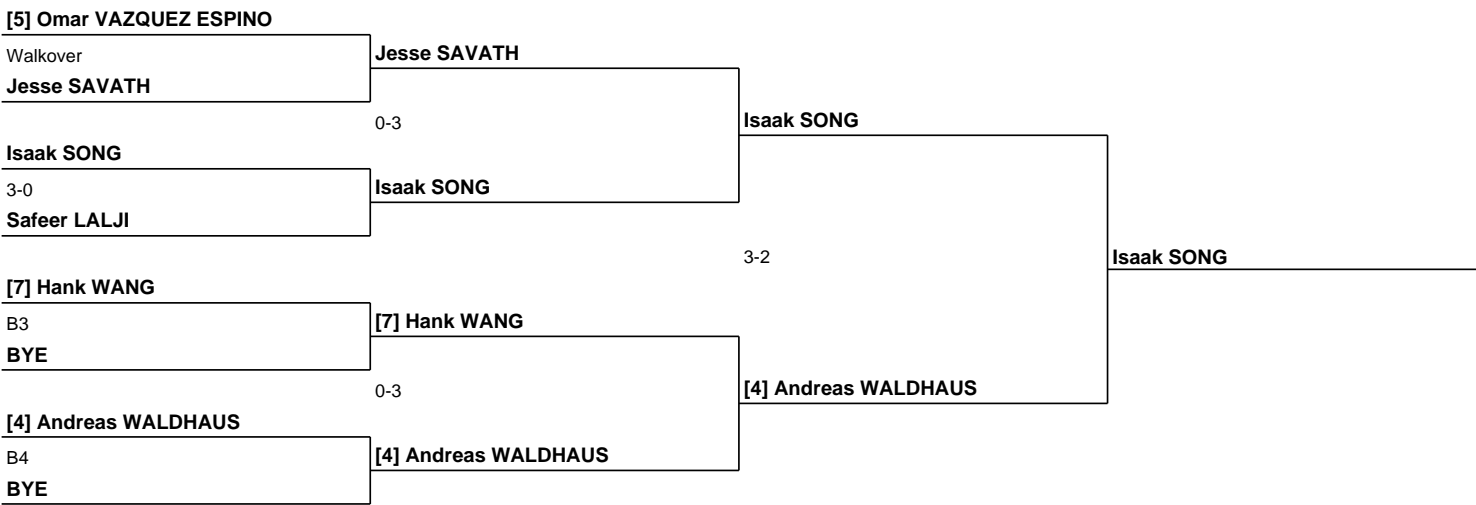 [5] Omar VAZQUEZ ESPINO
Walkover
Jesse SAVATH
Jesse SAVATH
0-3
Isaak SONG
Isaak SONG
3-0
Isaak SONG
Safeer LALJI
3-2
Isaak SONG
[7] Hank WANG
B3
[7] Hank WANG
BYE
0-3
[4] Andreas WALDHAUS
[4] Andreas WALDHAUS
B4
[4] Andreas WALDHAUS
BYE